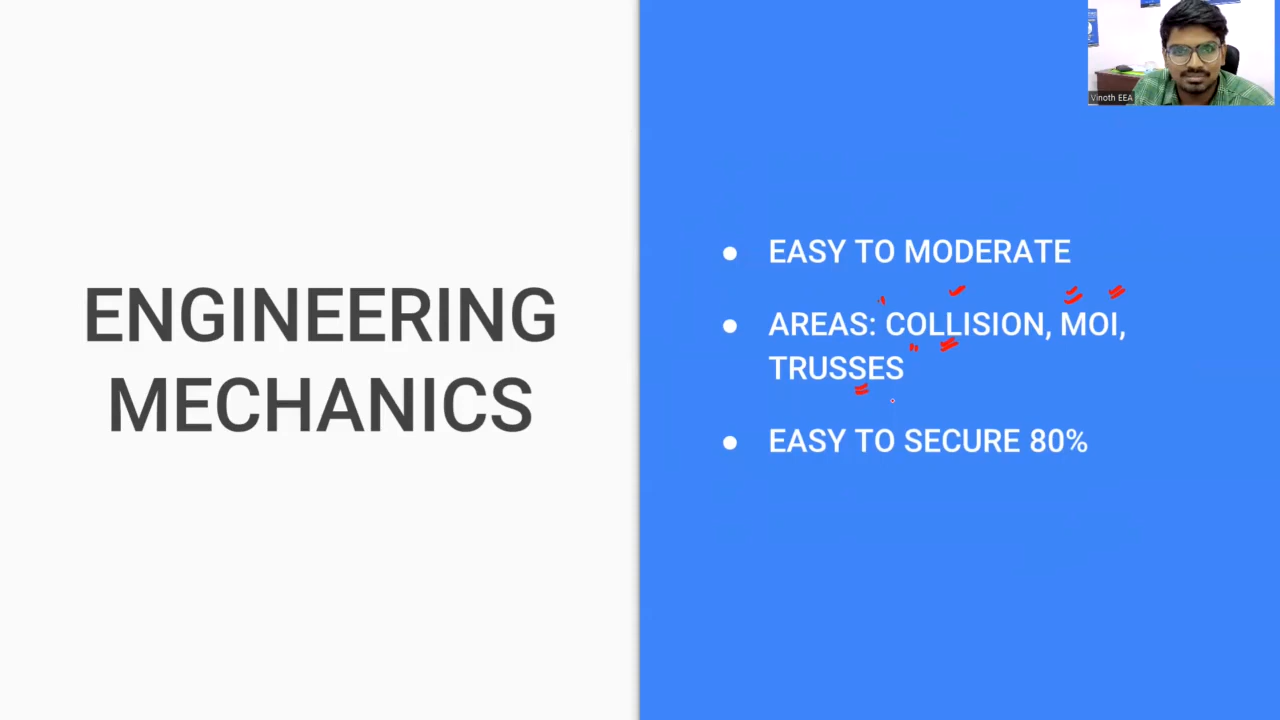 Vinoth EEA
ENGINEERING
MECHANICS
● EASY TO MODERATE
● AREAS: COLLISION, MOI,
TRUSSES
● EASY TO SECURE 80%